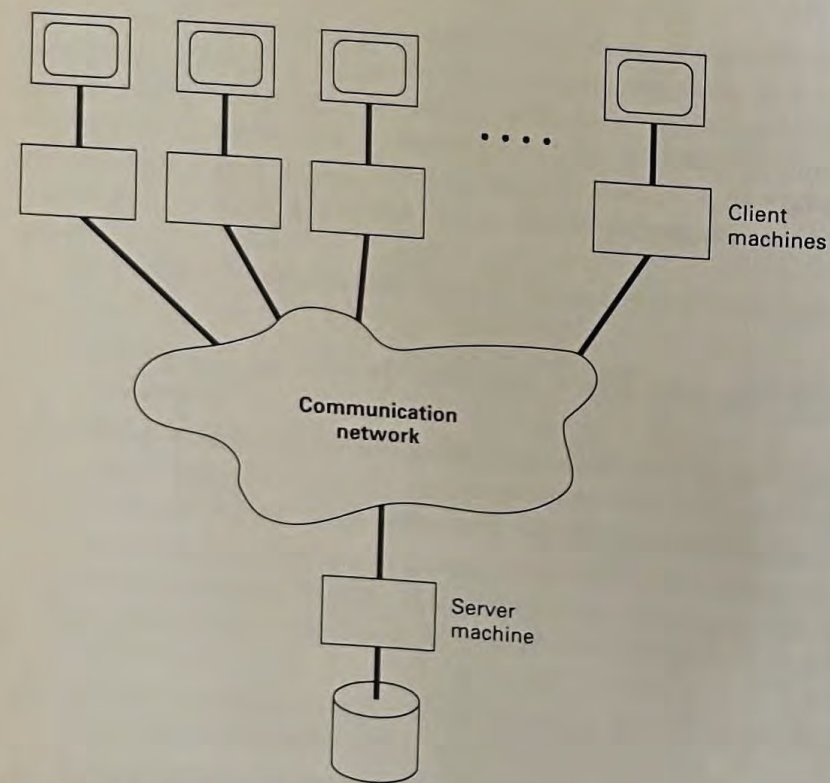 Client
machines
Communication
network
Server
machine